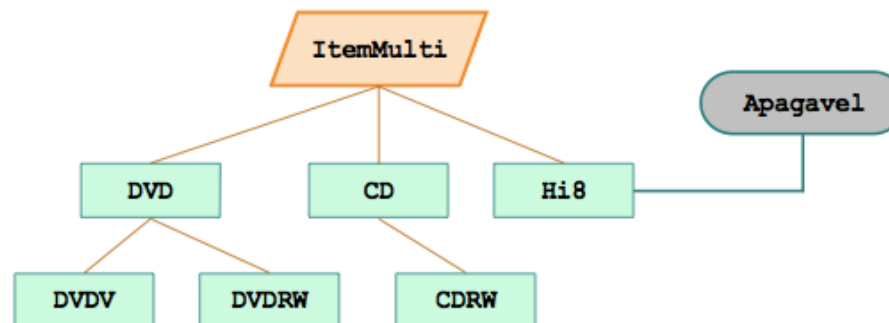 ItemMulti
Apagavel
DVD
CD
Hi8
DVDV
DVDRW
CDRW